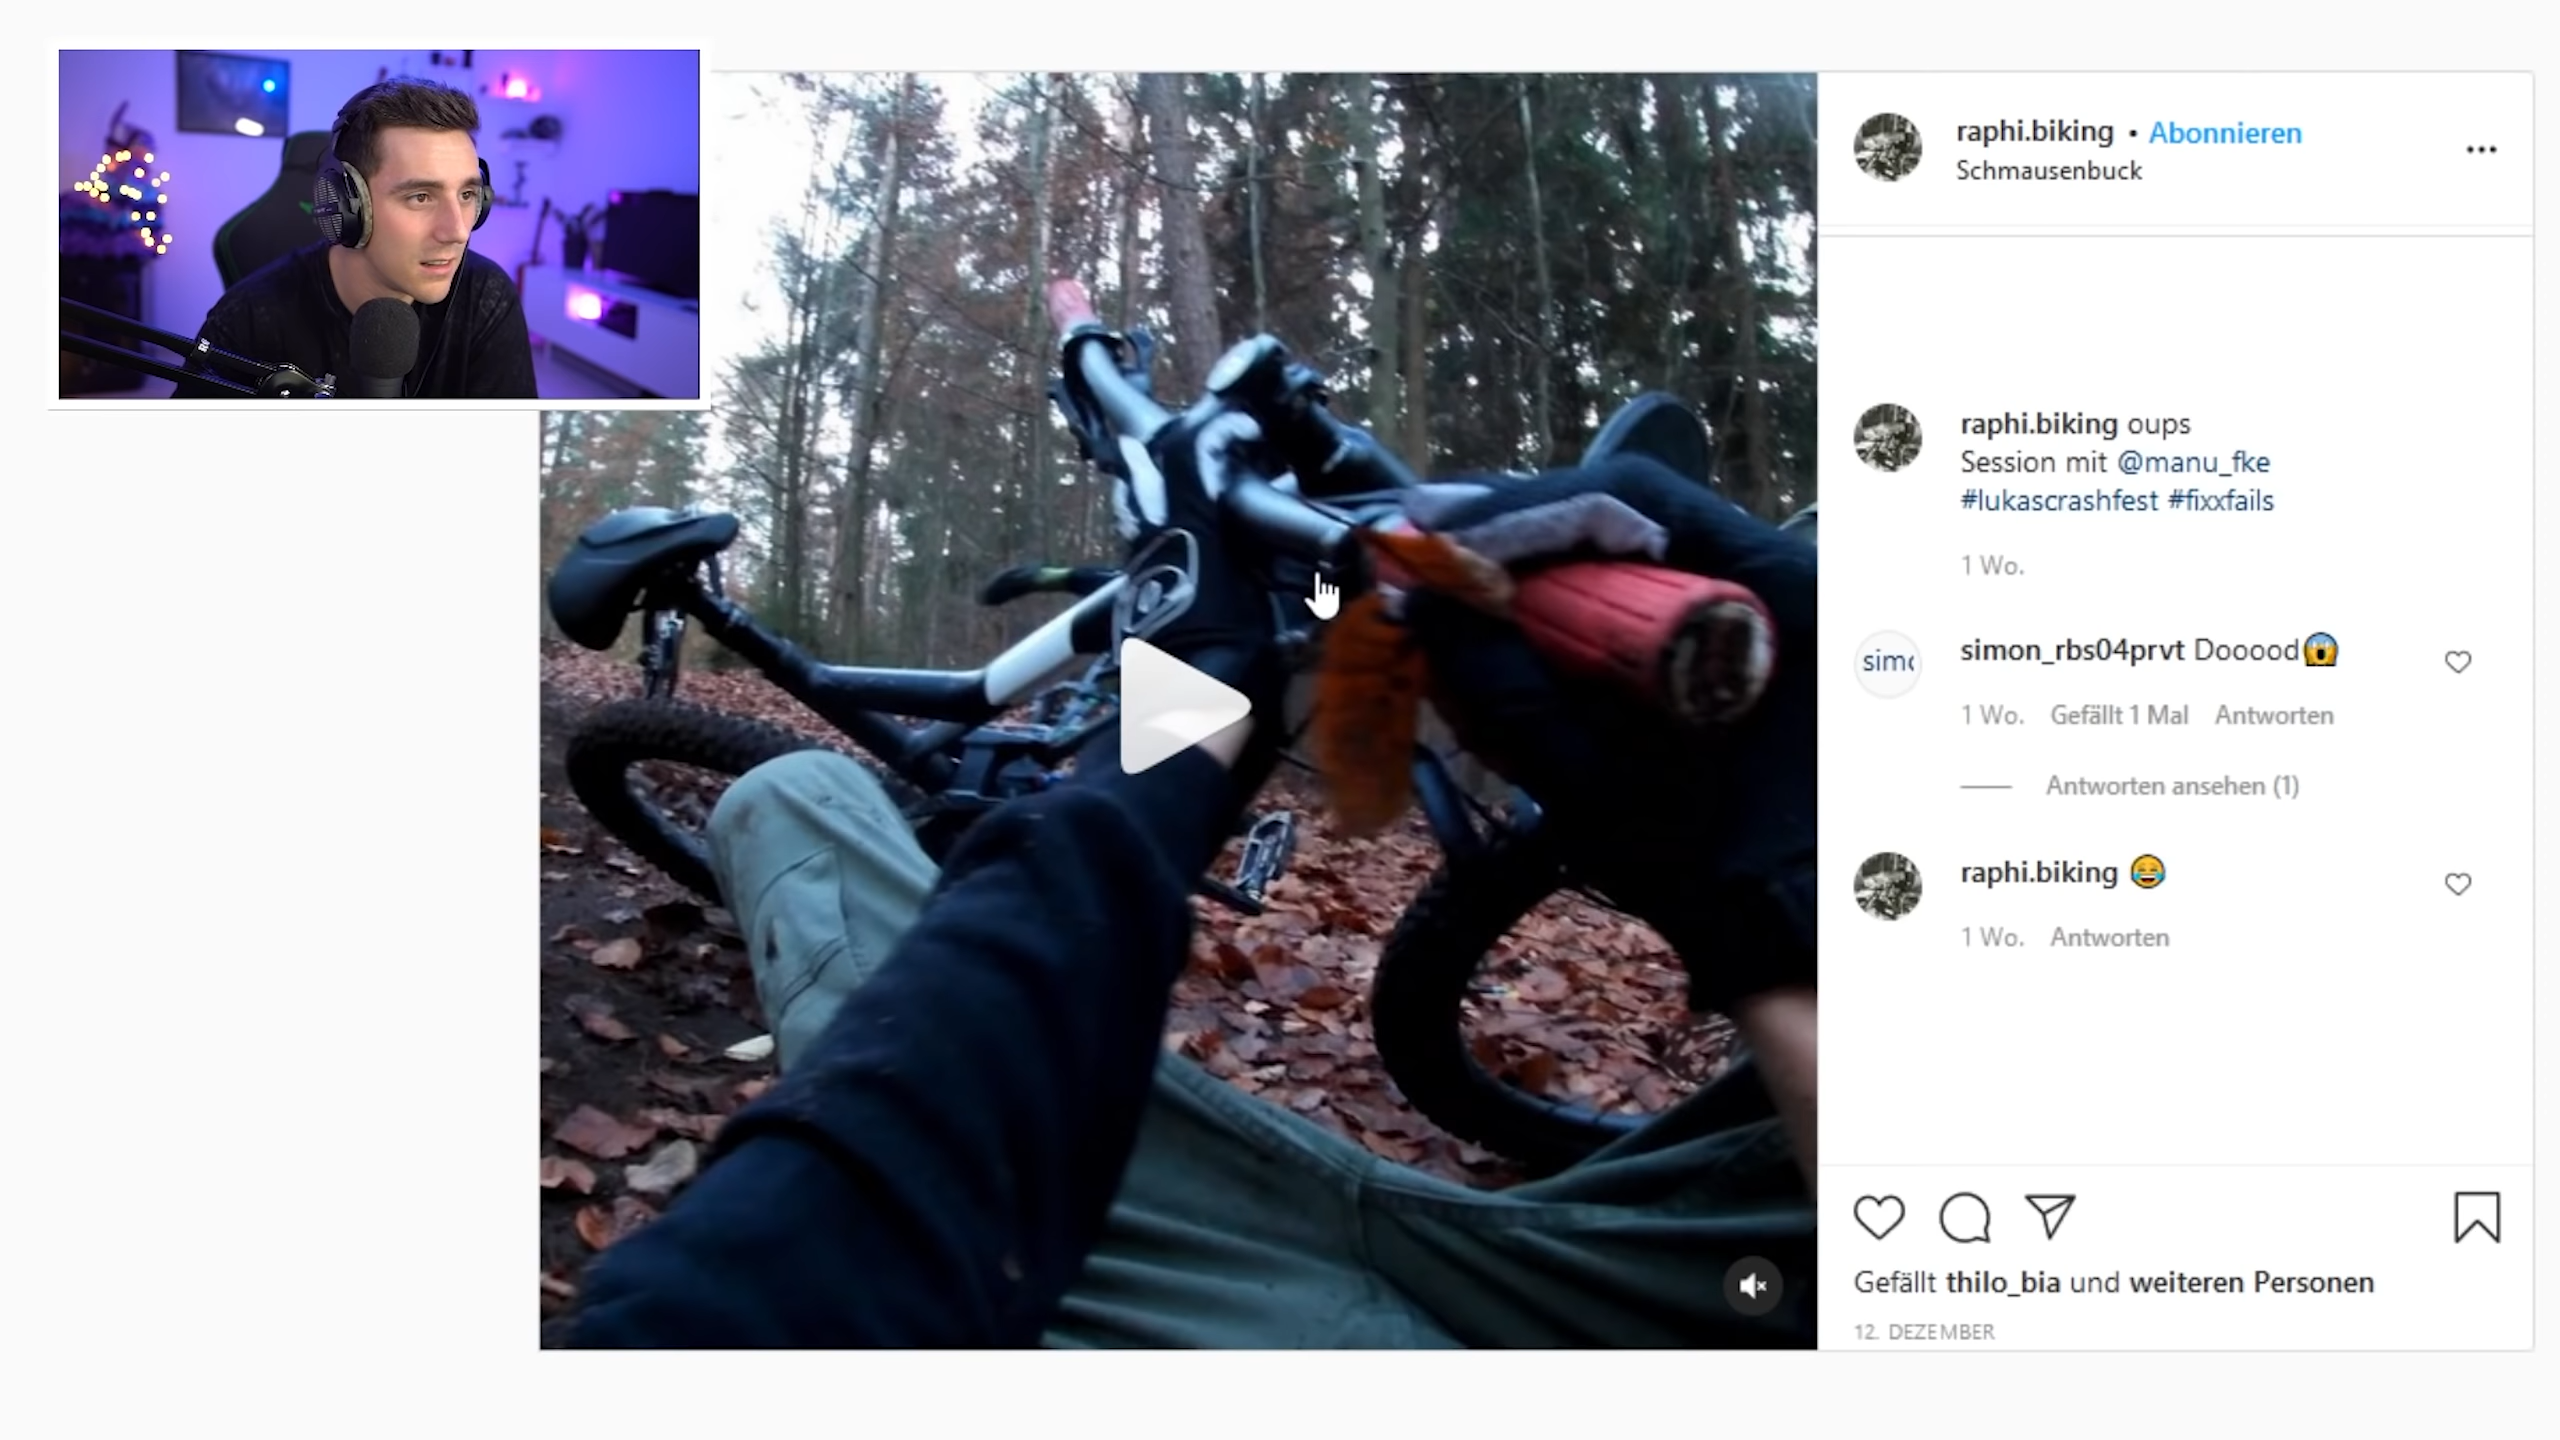 raphi.biking • Abonnieren
Schmausenbuck
raphi.biking oups
Session mit @manu_fke
#lukascrashfest #fixxfails
1 Wo.
simon_rbs04prvt Dooood😱
1 Wo. Gefällt 1 Mal Antworten
Antworten ansehen (1)
raphi.biking 😂
1 Wo. Antworten
Gefällt thilo_bia und weiteren Personen
12. DEZEMBER